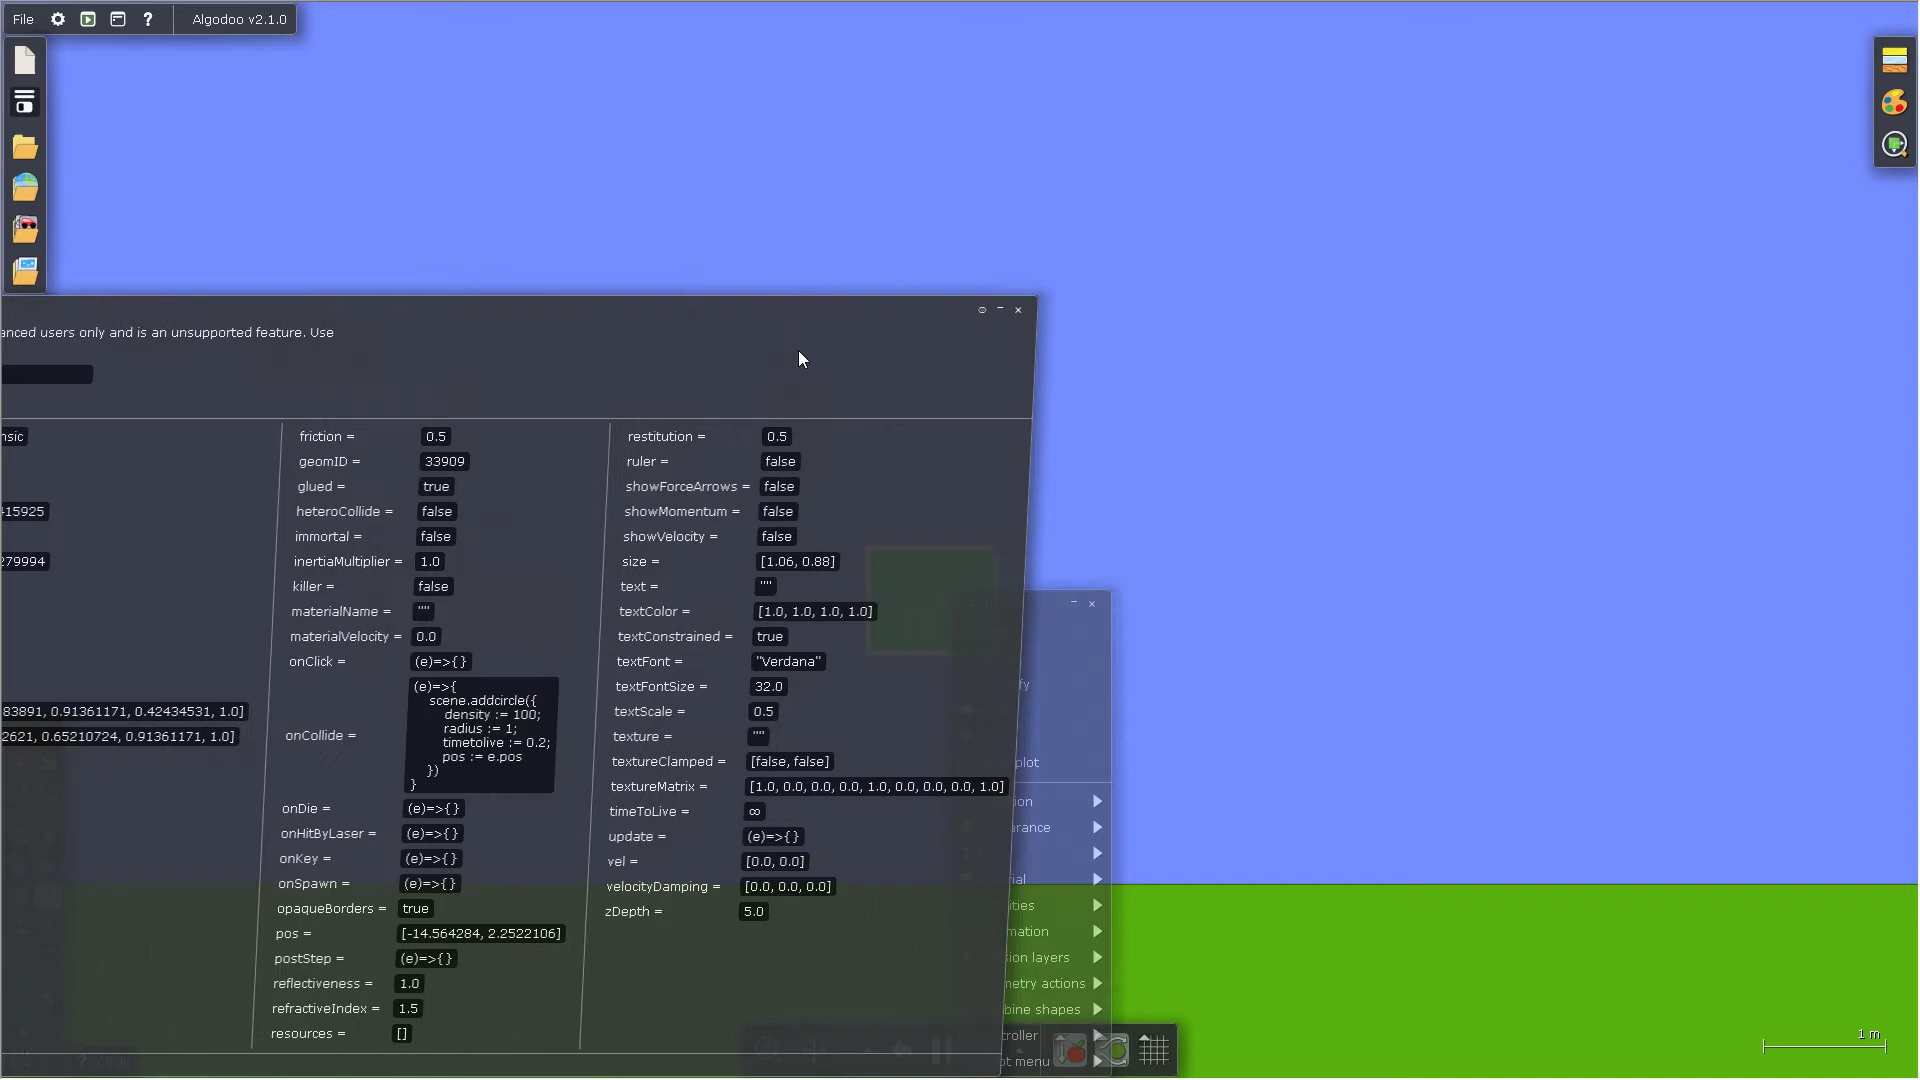 File
Algodoo v2.1.0
anced users only and is an unsupported feature. Use
nsic
415925
279994
83891, 0.91361171, 0.42434531, 1.0]
2621, 0.65210724, 0.91361171, 1.0]
friction = 0.5
geomID = 33909
glued = true
heteroCollide = false
immortal = false
inertiaMultiplier = 1.0
killer = false
materialName = ""
materialVelocity = 0.0
onClick = (e)=>{}
onCollide =
(e)=>{
scene.addcircle({
density := 100;
radius := 1;
timetolive := 0.2;
pos := e.pos
})
}
onDie = (e)=>{}
onHitByLaser = (e)=>{}
onKey = (e)=>{}
onSpawn = (e)=>{}
opaqueBorders = true
pos = [-14.564284, 2.2522106]
postStep = (e)=>{}
reflectiveness = 1.0
refractiveIndex = 1.5
resources = []
restitution = 0.5
ruler = false
showForceArrows = false
showMomentum = false
showVelocity = false
size = [1.06, 0.88]
text = ""
textColor = [1.0, 1.0, 1.0, 1.0]
textConstrained = true
textFont = "Verdana"
textFontSize = 32.0
textScale = 0.5
texture = ""
textureClamped = [false, false]
textureMatrix = [1.0, 0.0, 0.0, 0.0, 1.0, 0.0, 0.0, 0.0, 1.0]
timeToLive = ∞
update = (e)=>{}
vel = [0.0, 0.0]
velocityDamping = [0.0, 0.0, 0.0]
zDepth = 5.0
fy
plot
ion
arance
rial
ities
mation
sion layers
metry actions
bine shapes
troller
pt menu
1 m